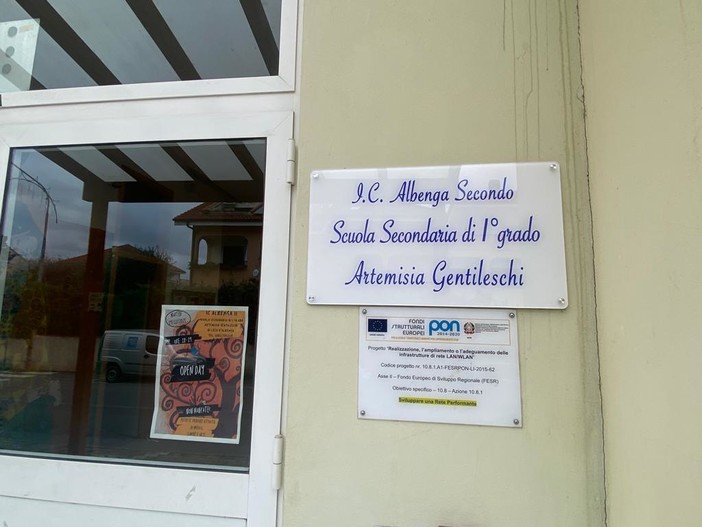 I.C. Albenga Secondo
Scuola Secondaria di I° grado
Artemisia Gentileschi
FONDI
STRUTTURALI
EUROPEI
pon
2014-2020
Progetto "Realizzazione, l'ampliamento o l'adeguamento delle
infrastrutture di rete LAN/WLAN"
Codice progetto nr. 10.8.1.A1-FESRPON-LI-2015-62
Asse II – Fondo Europeo di Sviluppo Regionale (FESR)
Obiettivo specifico – 10.8 – Azione 10.8.1
Sviluppare una Rete Performante
IC ALBENGA II
OPEN DAY